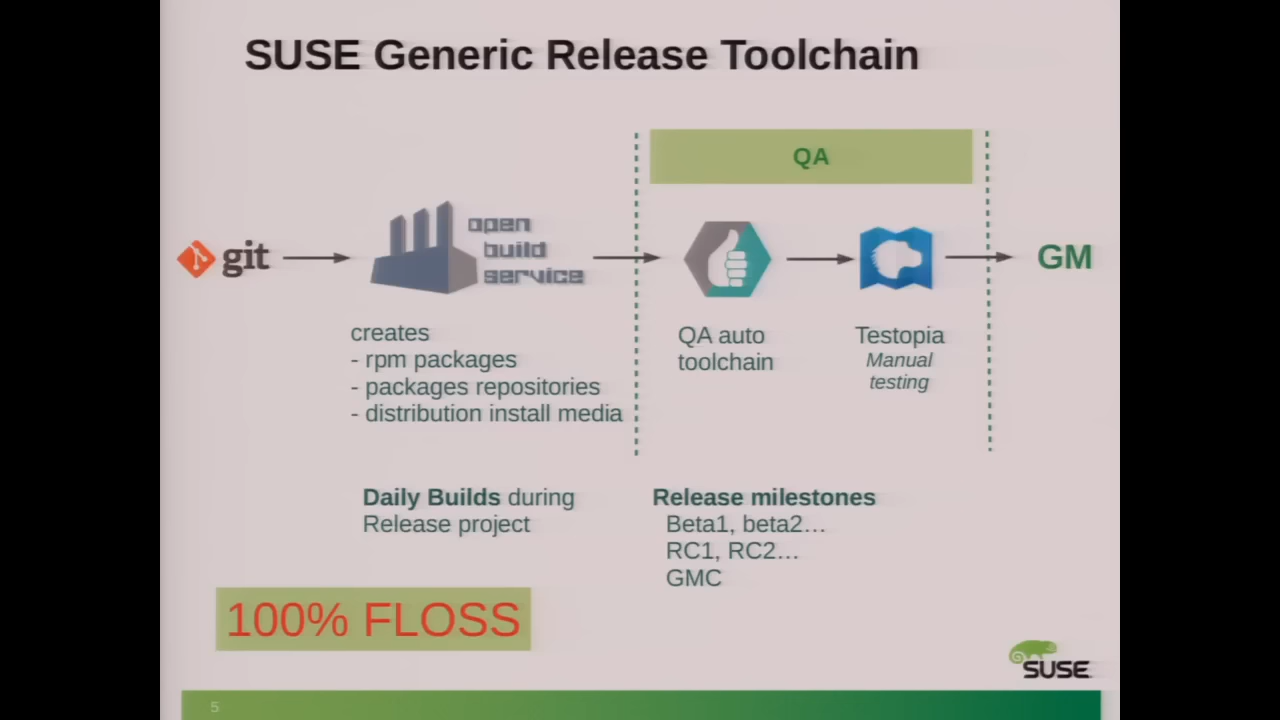 SUSE Generic Release Toolchain
QA
git
open
build
service
GM
creates
- rpm packages
- packages repositories
- distribution install media
QA auto
toolchain
Testopia
Manual
testing
Daily Builds during
Release project
Release milestones
Beta1, beta2…
RC1, RC2…
GMC
100% FLOSS
SUSE
5